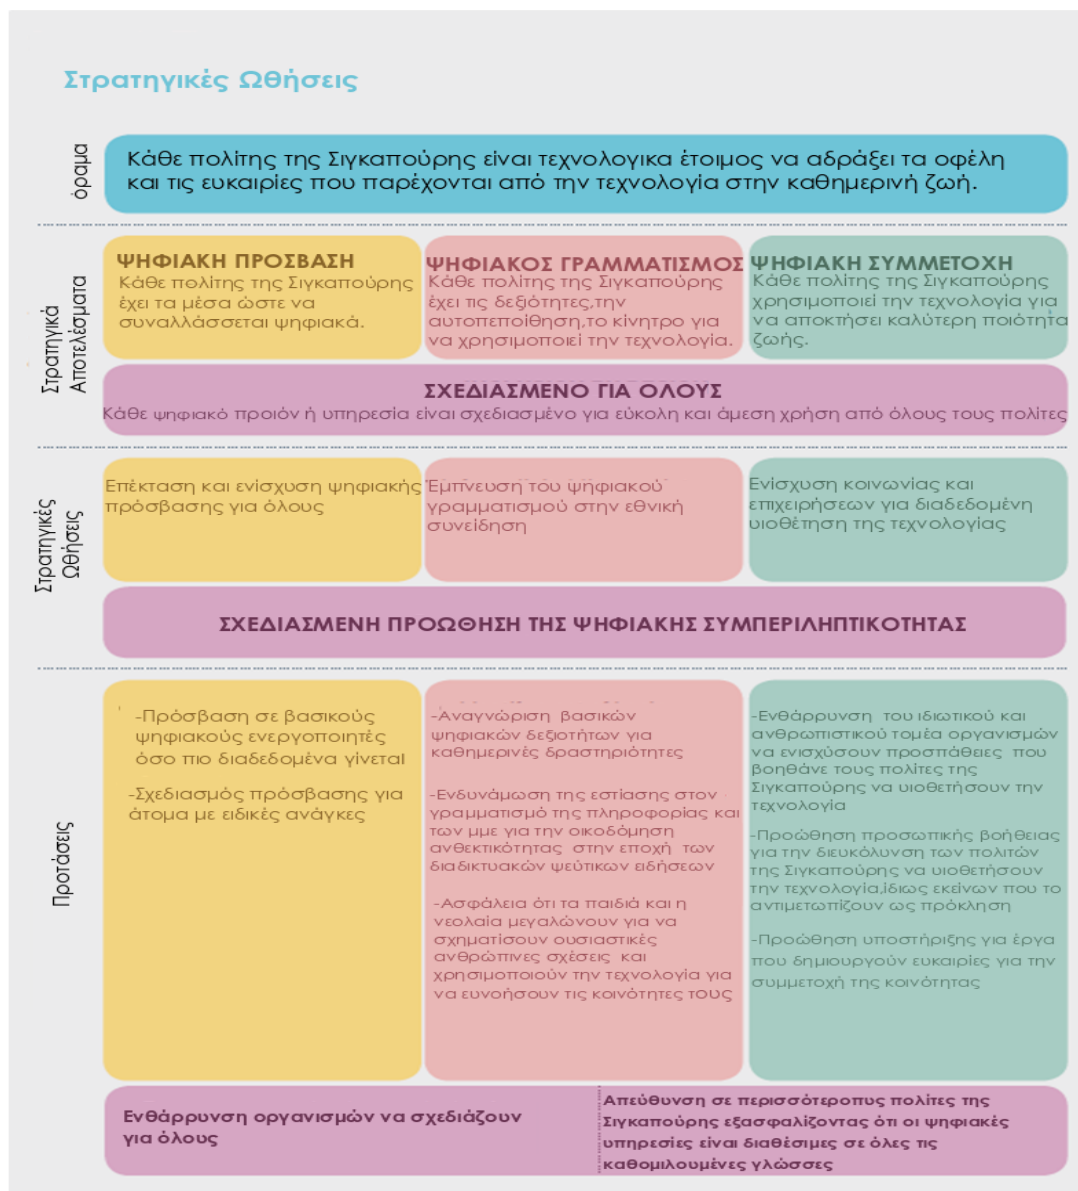 Στρατηγικές Ωθήσεις
όραμα
Κάθε πολίτης της Σιγκαπούρης είναι τεχνολογικα έτοιμος να αδράξει τα οφέλη
και τις ευκαιρίες που παρέχονται από την τεχνολογία στην καθημερινή ζωή.
Στρατηγικά
Αποτελέσματα
ΨΗΦΙΑΚΗ ΠΡΟΣΒΑΣΗ
Κάθε πολίτης της Σιγκαπούρης
έχει τα μέσα ώστε να
συναλλάσσεται ψηφιακά.
ΨΗΦΙΑΚΟΣ ΓΡΑΜΜΑΤΙΣΜΟΣ
Κάθε πολίτης της Σιγκαπούρης
έχει τις δεξιότητες,την
αυτοπεποίθηση,το κίνητρο για
να χρησιμοποιεί την τεχνολογία.
ΨΗΦΙΑΚΗ ΣΥΜΜΕΤΟΧΗ
Κάθε πολίτης της Σιγκαπούρης
χρησιμοποιεί την τεχνολογία για
να αποκτήσει καλύτερη ποιότητα
ζωής.
ΣΧΕΔΙΑΣΜΕΝΟ ΓΙΑ ΟΛΟΥΣ
Κάθε ψηφιακό προιόν ή υπηρεσία είναι σχεδιασμένο για εύκολη και άμεση χρήση από όλους τους πολίτες
Στρατηγικές
Ωθήσεις
Επέκταση και ενίσχυση ψηφιακής
πρόσβασης για όλους
Έμπνευση του ψηφιακού
γραμματισμού στην εθνική
συνείδηση
Ενίσχυση κοινωνίας και
επιχειρήσεων για διαδεδομένη
υιοθέτηση της τεχνολογίας
ΣΧΕΔΙΑΣΜΕΝΗ ΠΡΟΩΘΗΣΗ ΤΗΣ ΨΗΦΙΑΚΗΣ ΣΥΜΠΕΡΙΛΗΠΤΙΚΟΤΗΤΑΣ
Προτάσεις
-Πρόσβαση σε βασικούς
ψηφιακούς ενεργοποιητές
όσο πιο διαδεδομένα γίνεται
-Σχεδιασμός πρόσβασης για
άτομα με ειδικές ανάγκες
-Αναγνώριση βασικών
ψηφιακών δεξιοτήτων για
καθημερινές δραστηριότητες
-Ενδυνάμωση της εστίασης στον
γραμματισμό της πληροφορίας και
των μμε για την οικοδόμηση
ανθεκτικότητας στην εποχή των
διαδικτυακών ψεύτικων ειδήσεων
-Ασφάλεια ότι τα παιδιά και η
νεολαία μεγαλώνουν για να
σχηματίσουν ουσιαστικές
ανθρώπινες σχέσεις και
χρησιμοποιούν την τεχνολογία για
να ευνοήσουν τις κοινότητες τους
-Ενθάρρυνση του ιδιωτικού και
ανθρωπιστικού τομέα οργανισμών
να ενισχύσουν προσπάθειες που
βοηθάνε τους πολίτες της
Σιγκαπούρης να υιοθετήσουν την
τεχνολογία
-Προώθηση προσωπικής βοήθειας
για την διευκόλυνση των πολιτών
της Σιγκαπούρης να υιοθετήσουν
την τεχνολογία,ίδιως εκείνων που το
αντιμετωπίζουν ως πρόκληση
-Προώθηση υποστήριξης για έργα
που δημιουργούν ευκαιρίες για την
συμμετοχή της κοινότητας
Ενθάρρυνση οργανισμών να σχεδιάζουν
για όλους
Απεύθυνση σε περισσότεροπυς πολίτες της
Σιγκαπούρης εξασφαλίζοντας ότι οι ψηφιακές
υπηρεσίες είναι διαθέσιμες σε όλες τις
καθομιλουμένες γλώσσες